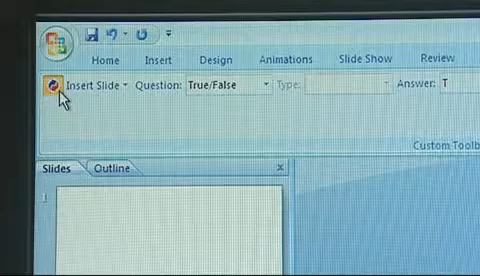 Home Insert Design Animations Slide Show Review
Insert Slide Question: True/False Type: Answer: T
Custom Toolb
Slides Outline x
1